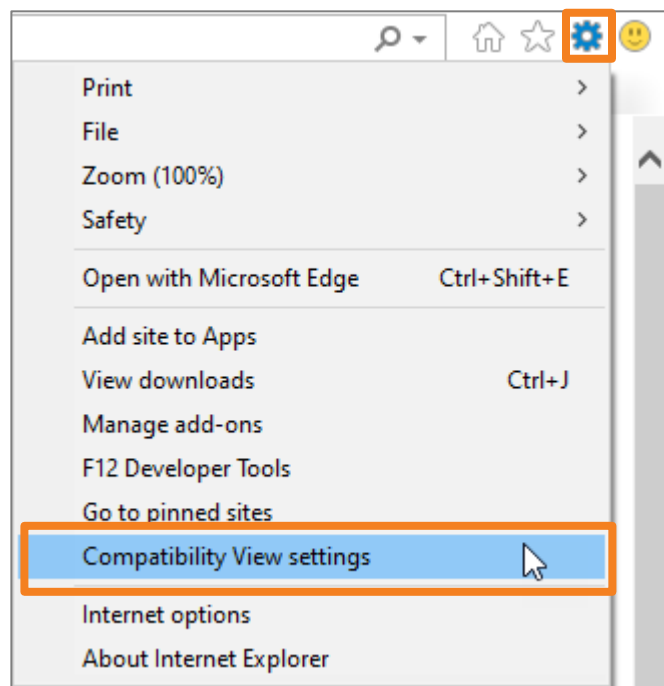 Print
File
Zoom (100%)
Safety
Open with Microsoft Edge Ctrl+Shift+E
Add site to Apps
View downloads Ctrl+J
Manage add-ons
F12 Developer Tools
Go to pinned sites
Compatibility View settings
Internet options
About Internet Explorer